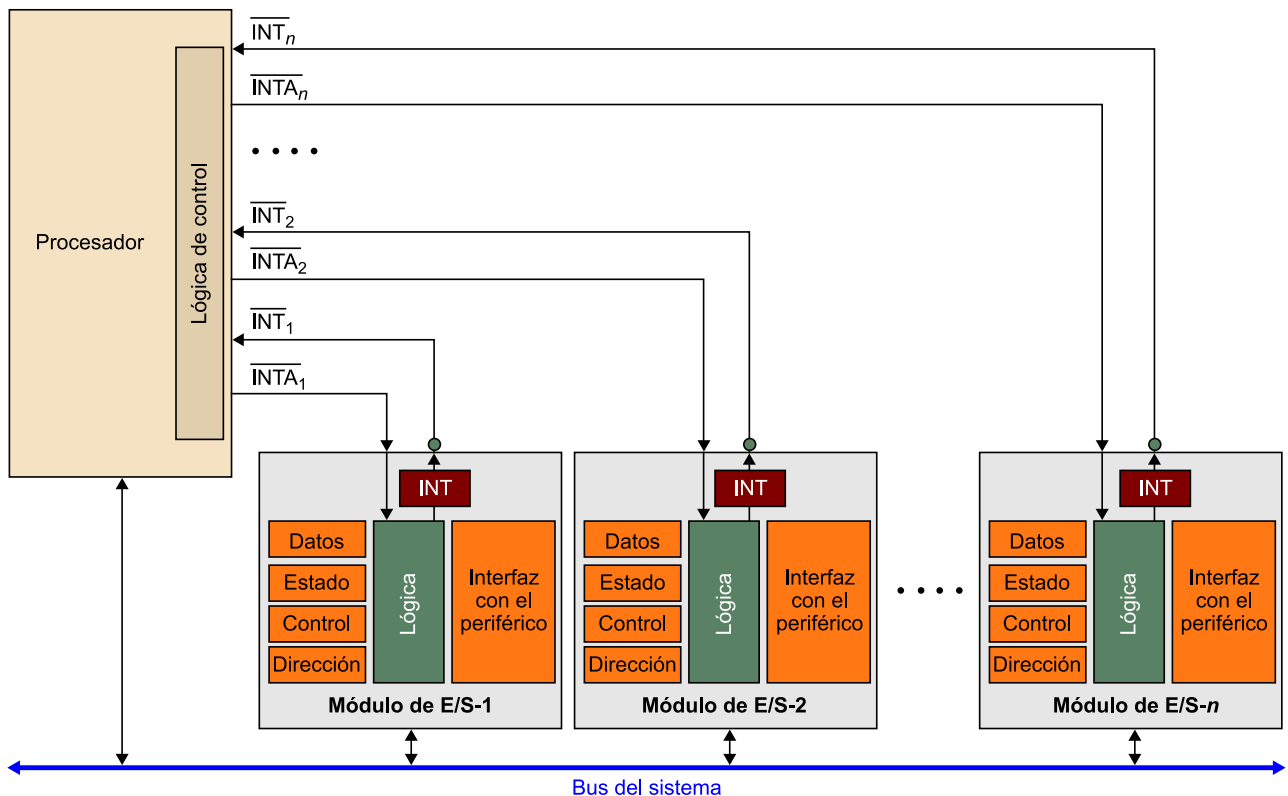 INTₙ
INTAₙ
Procesador
Lógica de control
INT₂
INTA₂
INT₁
INTA₁
INT
Datos
Estado
Control
Dirección
Lógica
Interfaz
con el
periférico
Módulo de E/S-1
INT
Datos
Estado
Control
Dirección
Lógica
Interfaz
con el
periférico
Módulo de E/S-2
INT
Datos
Estado
Control
Dirección
Lógica
Interfaz
con el
periférico
Módulo de E/S-n
Bus del sistema